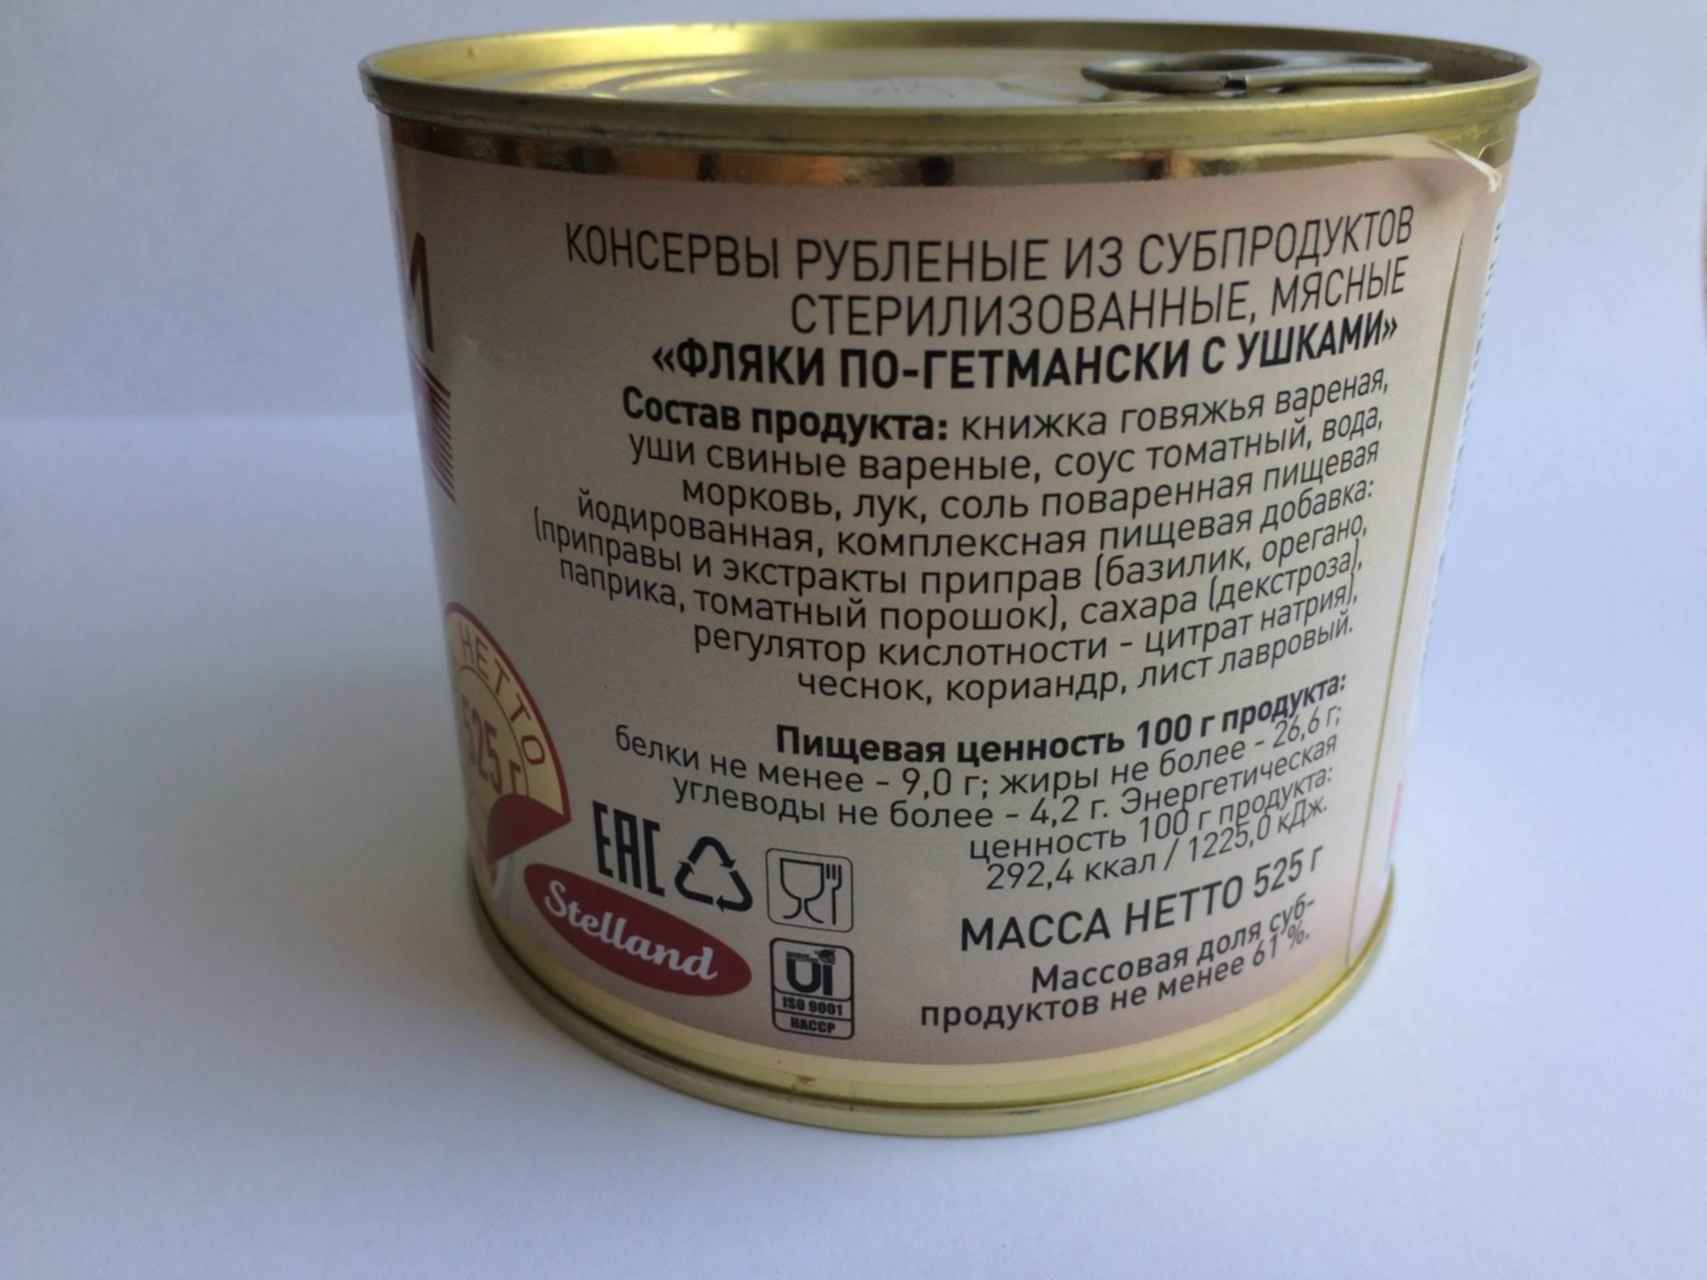 КОНСЕРВЫ РУБЛЕНЫЕ ИЗ СУБПРОДУКТОВ
СТЕРИЛИЗОВАННЫЕ, МЯСНЫЕ
«ФЛЯКИ ПО-ГЕТМАНСКИ С УШКАМИ»
Состав продукта: книжка говяжья вареная,
уши свиные вареные, соус томатный, вода,
морковь, лук, соль поваренная пищевая
йодированная, комплексная пищевая добавка:
(приправы и экстракты приправ (базилик, орегано,
паприка, томатный порошок), сахара (декстроза),
регулятор кислотности - цитрат натрия),
чеснок, кориандр, лист лавровый.
Пищевая ценность 100 г продукта:
белки не менее - 9,0 г; жиры не более - 26,6 г;
углеводы не более - 4,2 г. Энергетическая
ценность 100 г продукта:
292,4 ккал / 1225,0 кДж.
МАССА НЕТТО 525 г
Массовая доля суб-
продуктов не менее 61 %.
НЕТТО
525 г
EAC
Stelland
UI
ISO 9001
HACCP